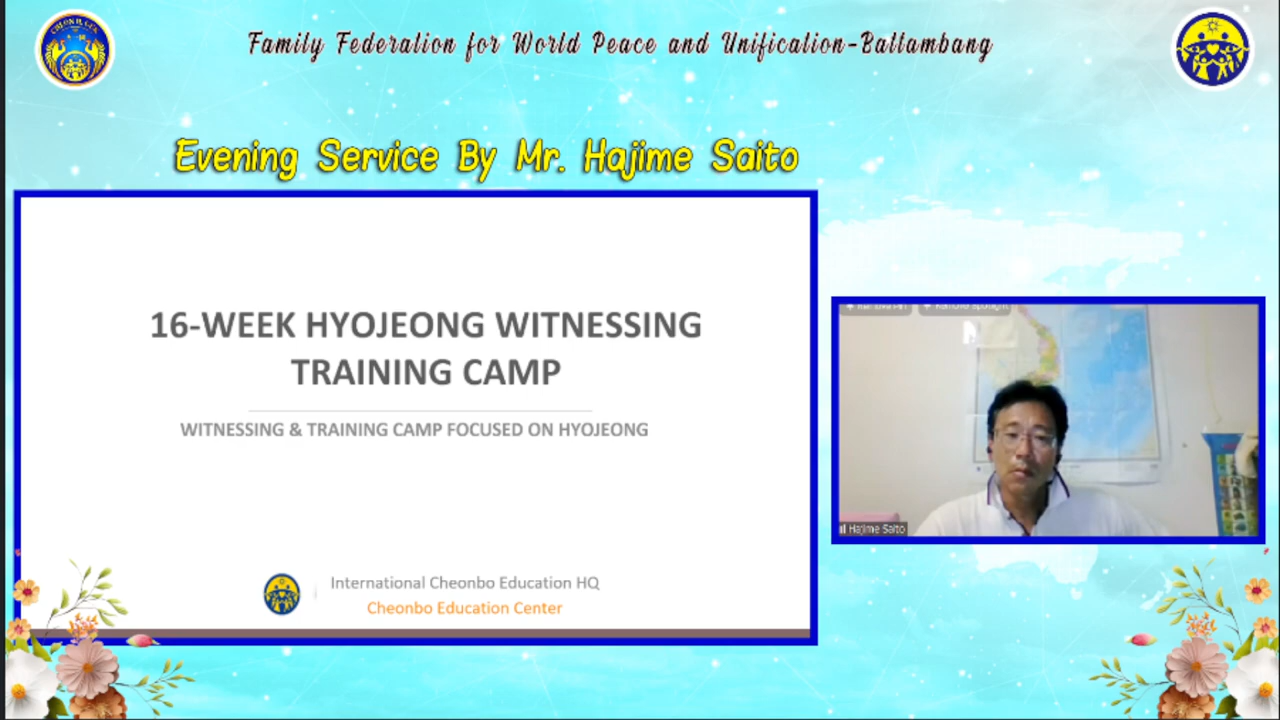 Family Federation for World Peace and Unification-Battambang
Evening Service By Mr. Hajime Saito
16-WEEK HYOJEONG WITNESSING
TRAINING CAMP
WITNESSING & TRAINING CAMP FOCUSED ON HYOJEONG
International Cheonbo Education HQ
Cheonbo Education Center
Hajime Saito